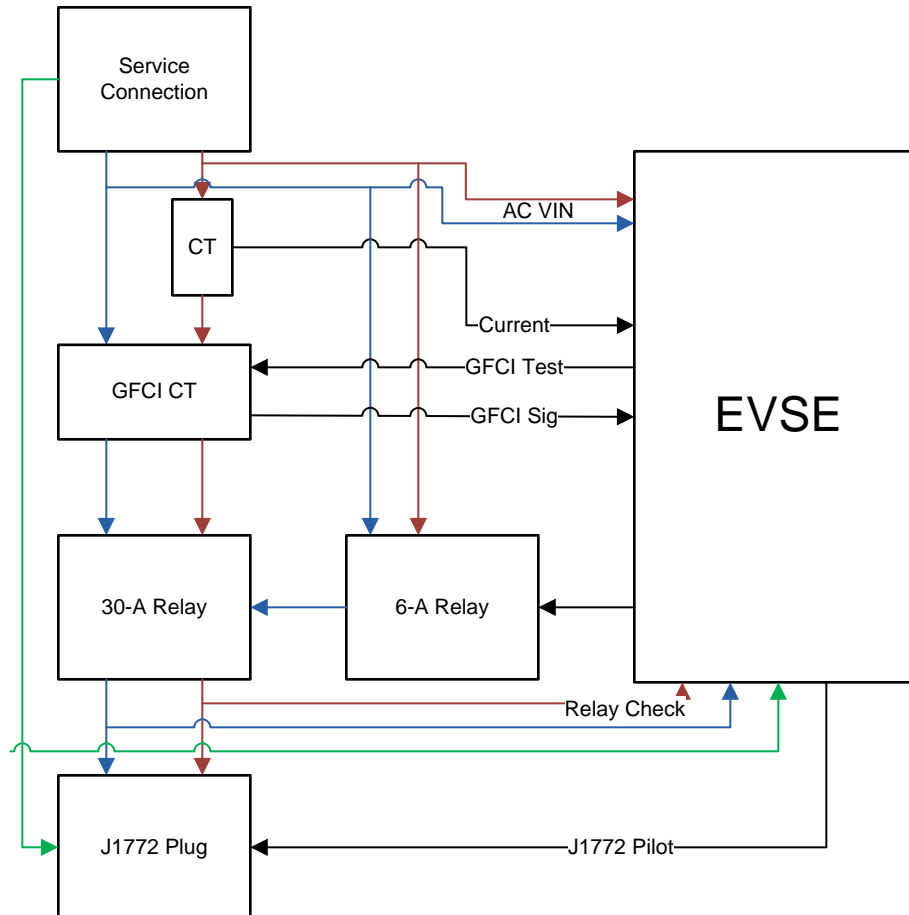 Service
Connection
AC VIN
CT
Current
GFCI Test
GFCI CT
GFCI Sig
EVSE
30-A Relay
6-A Relay
Relay Check
J1772 Plug
J1772 Pilot